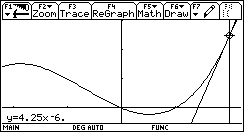 F1 F2 Zoom F3 Trace F4 ReGraph F5 Math F6 Draw F7
y=4.25x-6.
MAIN DEG AUTO FUNC